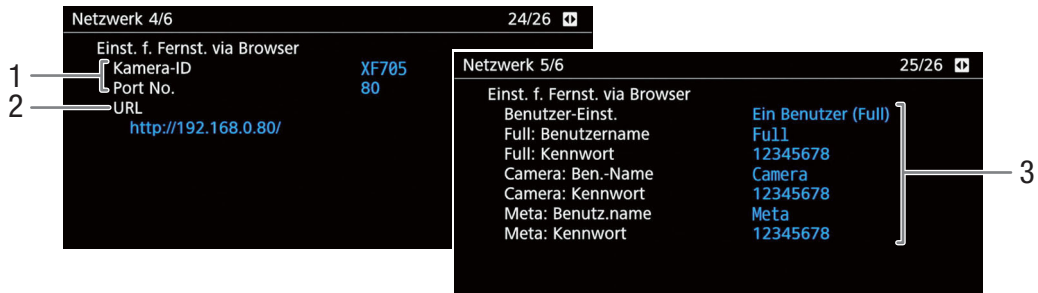 Netzwerk 4/6 24/26
Einst. f. Fernst. via Browser
1 Kamera-ID XF705
Port No. 80
2 URL
http://192.168.0.80/
Netzwerk 5/6 25/26
Einst. f. Fernst. via Browser
Benutzer-Einst. Ein Benutzer (Full)
Full: Benutzername Full
Full: Kennwort 12345678
Camera: Ben.-Name Camera
Camera: Kennwort 12345678
Meta: Benutz.name Meta
Meta: Kennwort 12345678
3